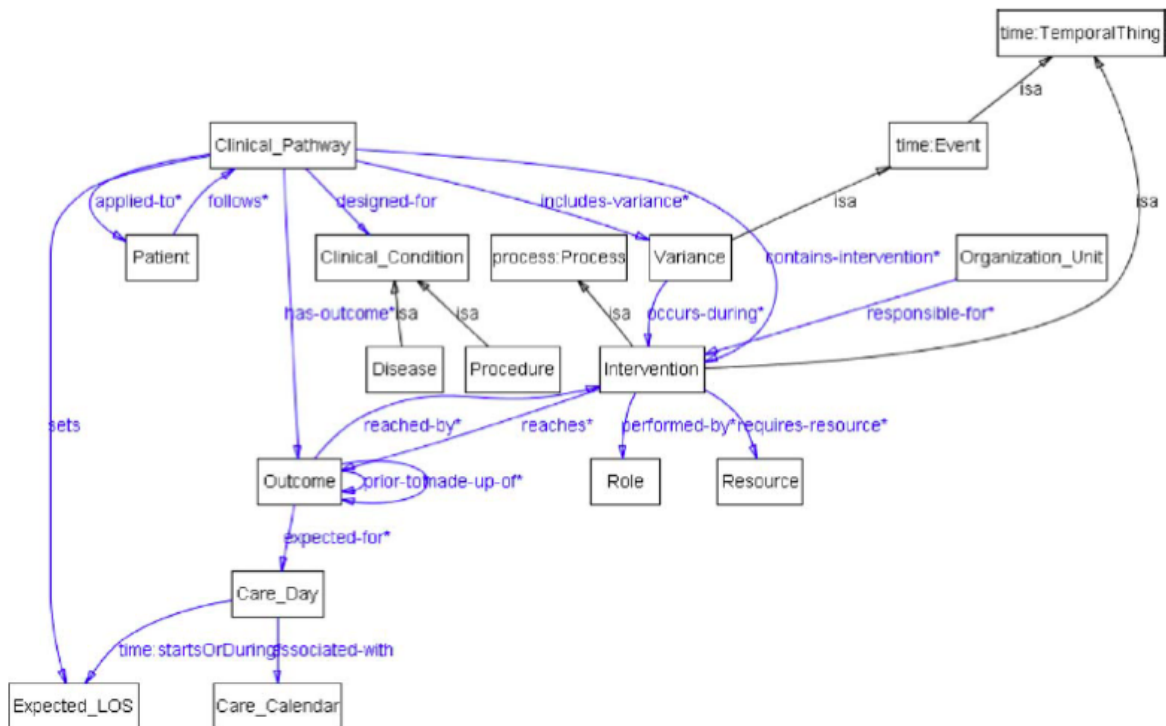 time:TemporalThing
isa
Clinical_Pathway
time:Event
applied-to*
follows*
designed-for
includes-variance*
isa
isa
Patient
Clinical_Condition
process:Process
Variance
contains-intervention*
Organization_Unit
has-outcome*
isa
isa
isa
occurs-during*
responsible-for*
Disease
Procedure
Intervention
sets
reached-by*
reaches*
performed-by*
requires-resource*
Outcome
prior-to
made-up-of*
Role
Resource
expected-for*
Care_Day
time:startsOrDuring
ssociated-with
Expected_LOS
Care_Calendar